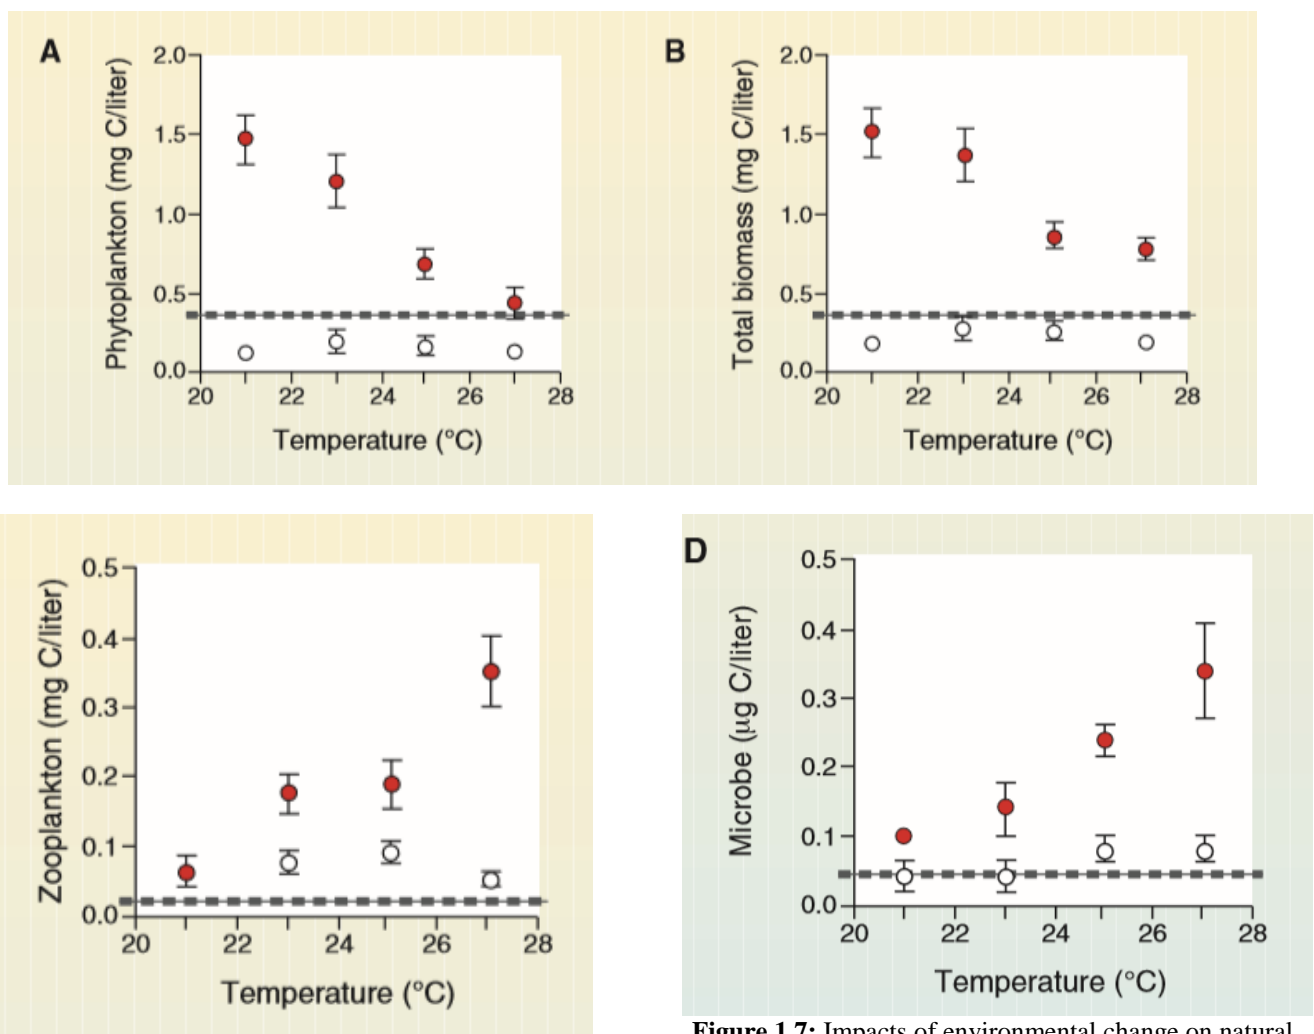 A
B
2.0
1.5
1.0
0.5
0.0
Phytoplankton (mg C/liter)
20 22 24 26 28
Temperature (°C)
2.0
1.5
1.0
0.5
0.0
Total biomass (mg C/liter)
20 22 24 26 28
Temperature (°C)
0.5
0.4
0.3
0.2
0.1
0.0
Zooplankton (mg C/liter)
20 22 24 26 28
Temperature (°C)
D
0.5
0.4
0.3
0.2
0.1
0.0
Microbe (μg C/liter)
20 22 24 26 28
Temperature (°C)
Figure 1.7: Impacts of environmental change on natural